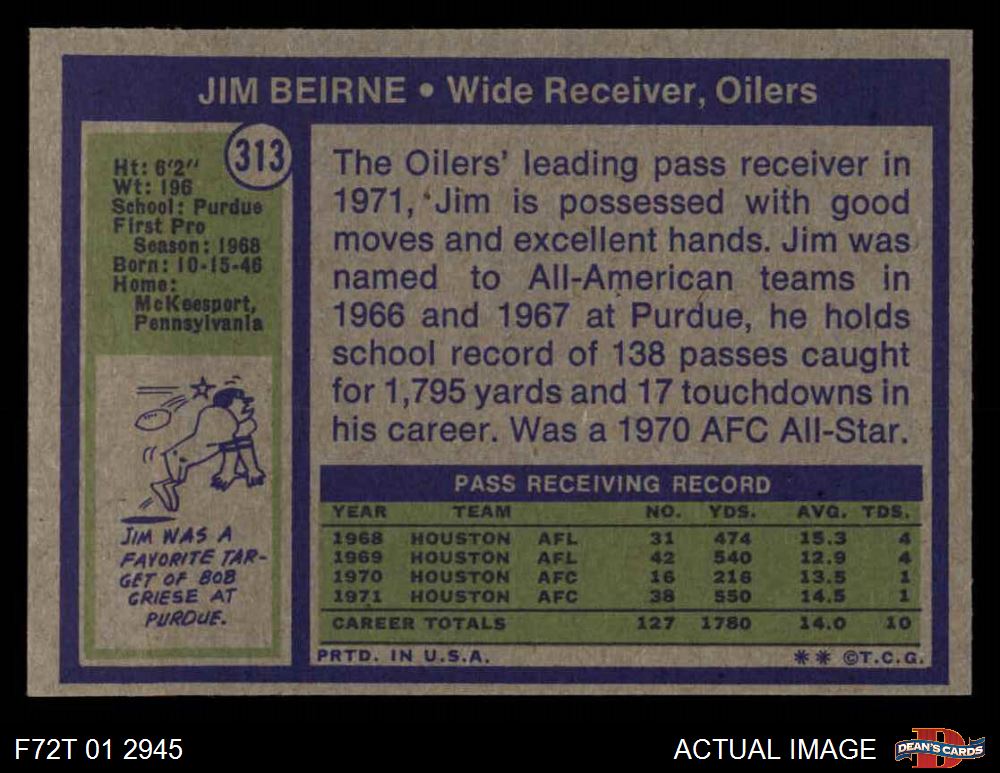 JIM BEIRNE • Wide Receiver, Oilers
313
Ht: 6'2"
Wt: 196
School: Purdue
First Pro
Season: 1968
Born: 10-15-46
Home:
McKeesport,
Pennsylvania
JIM WAS A
FAVORITE TAR-
GET OF BOB
GRIESE AT
PURDUE.
The Oilers' leading pass receiver in
1971, Jim is possessed with good
moves and excellent hands. Jim was
named to All-American teams in
1966 and 1967 at Purdue, he holds
school record of 138 passes caught
for 1,795 yards and 17 touchdowns in
his career. Was a 1970 AFC All-Star.
PASS RECEIVING RECORD
YEAR TEAM NO. YDS. AVG. TDS.
1968 HOUSTON AFL 31 474 15.3 4
1969 HOUSTON AFL 42 540 12.9 4
1970 HOUSTON AFC 16 216 13.5 1
1971 HOUSTON AFC 38 550 14.5 1
CAREER TOTALS 127 1780 14.0 10
PRTD. IN U.S.A. ** ©T.C.G.
F72T 01 2945
ACTUAL IMAGE
D
DEAN'S CARDS